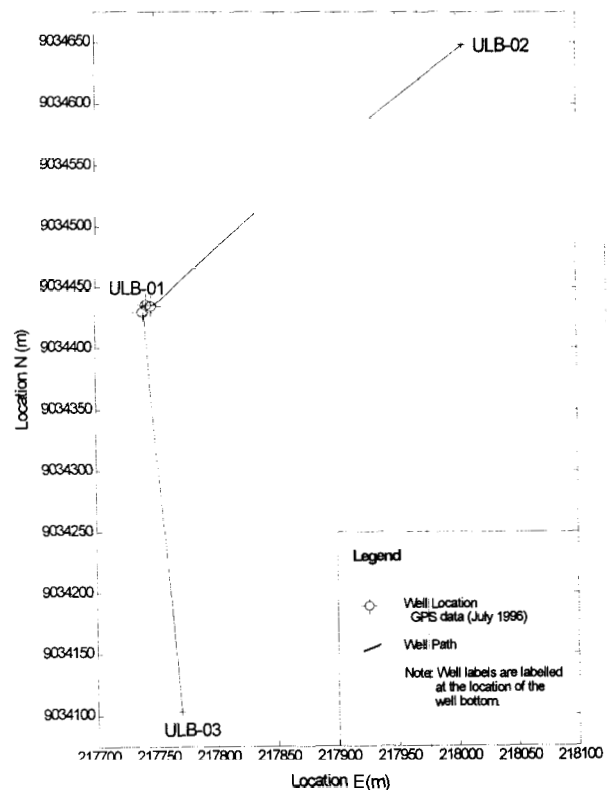 9034650
ULB-02
9034600
9034550
9034500
9034450
ULB-01
9034400
9034350
9034300
9034250
9034200
9034150
9034100
Location N (m)
ULB-03
Legend
Well Location
GPS data (July 1996)
Well Path
Note: Well labels are labelled
at the location of the
well bottom.
217700 217750 217800 217850 217900 217950 218000 218050 218100
Location E (m)